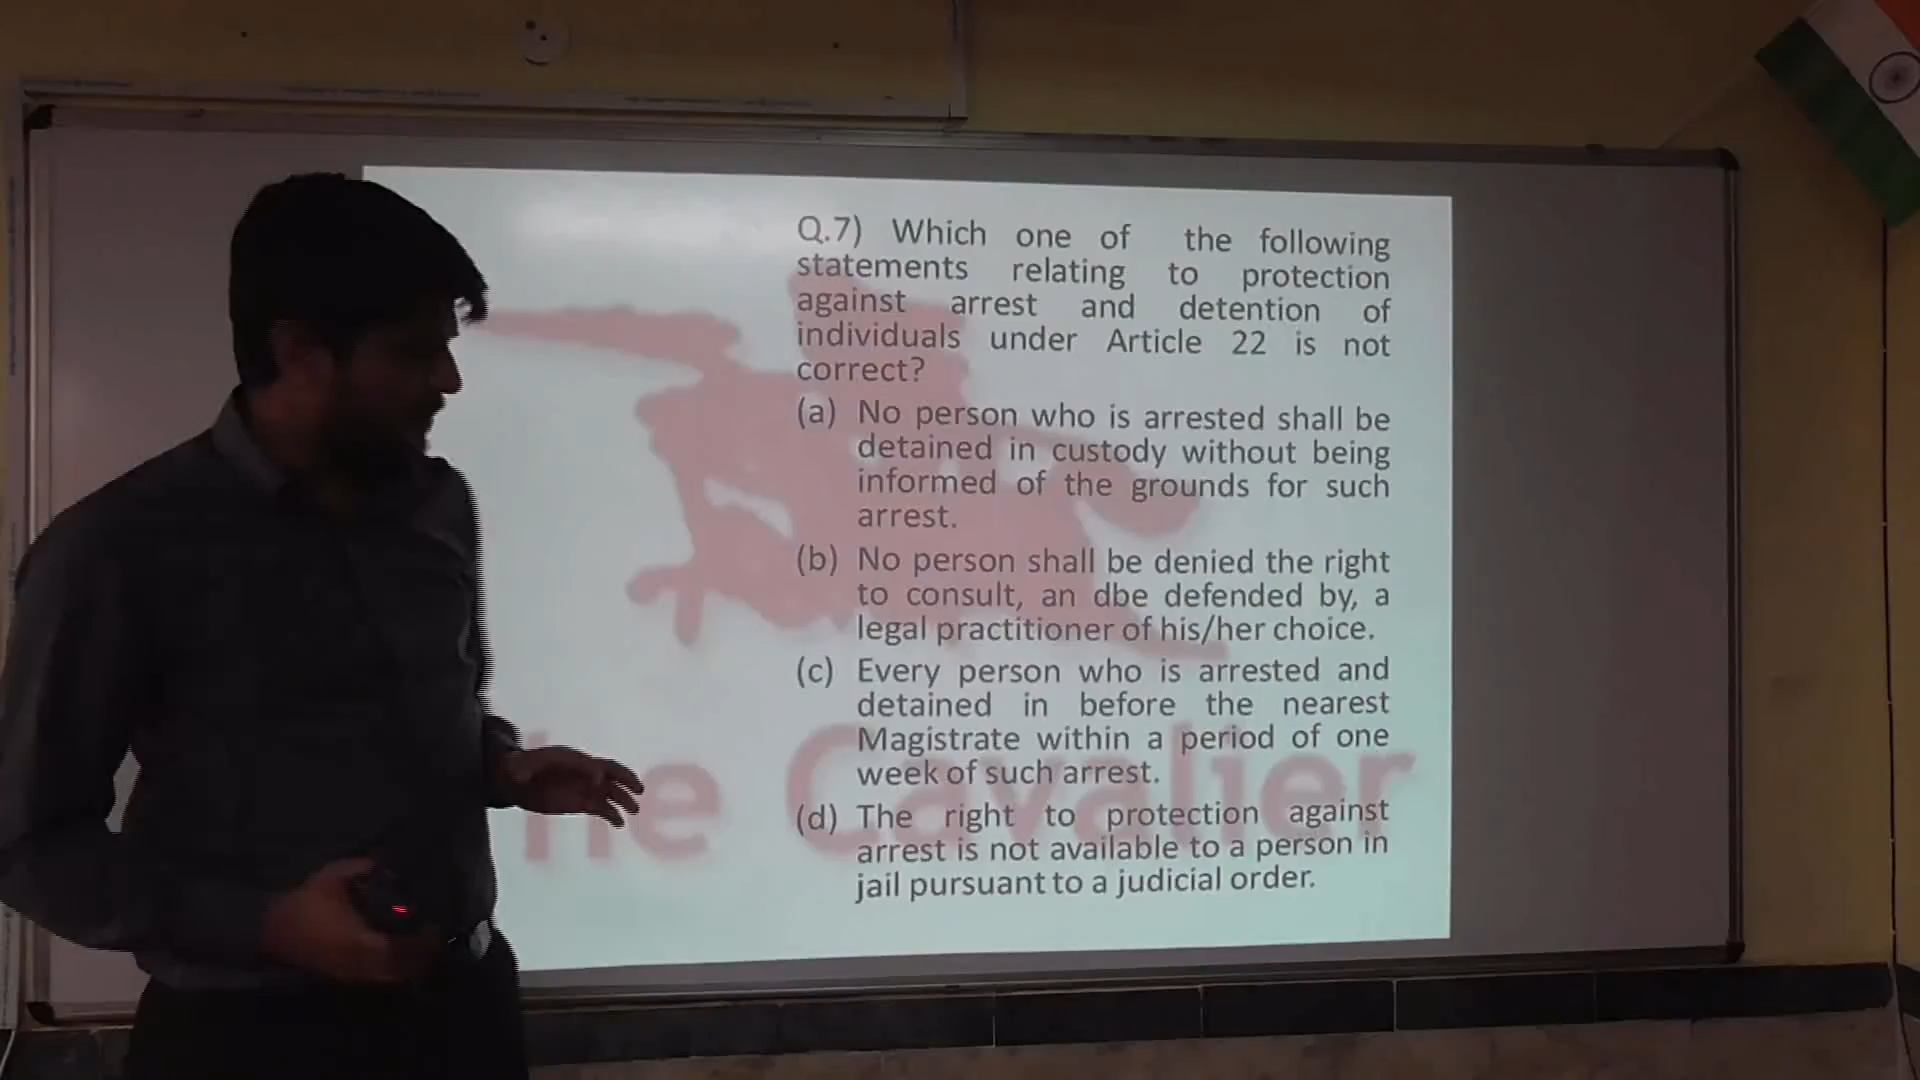 Q.7) Which one of the following
statements relating to protection
against arrest and detention of
individuals under Article 22 is not
correct?
(a) No person who is arrested shall be
detained in custody without being
informed of the grounds for such
arrest.
(b) No person shall be denied the right
to consult, an dbe defended by, a
legal practitioner of his/her choice.
(c) Every person who is arrested and
detained in before the nearest
Magistrate within a period of one
week of such arrest.
(d) The right to protection against
arrest is not available to a person in
jail pursuant to a judicial order.
he Cavalier